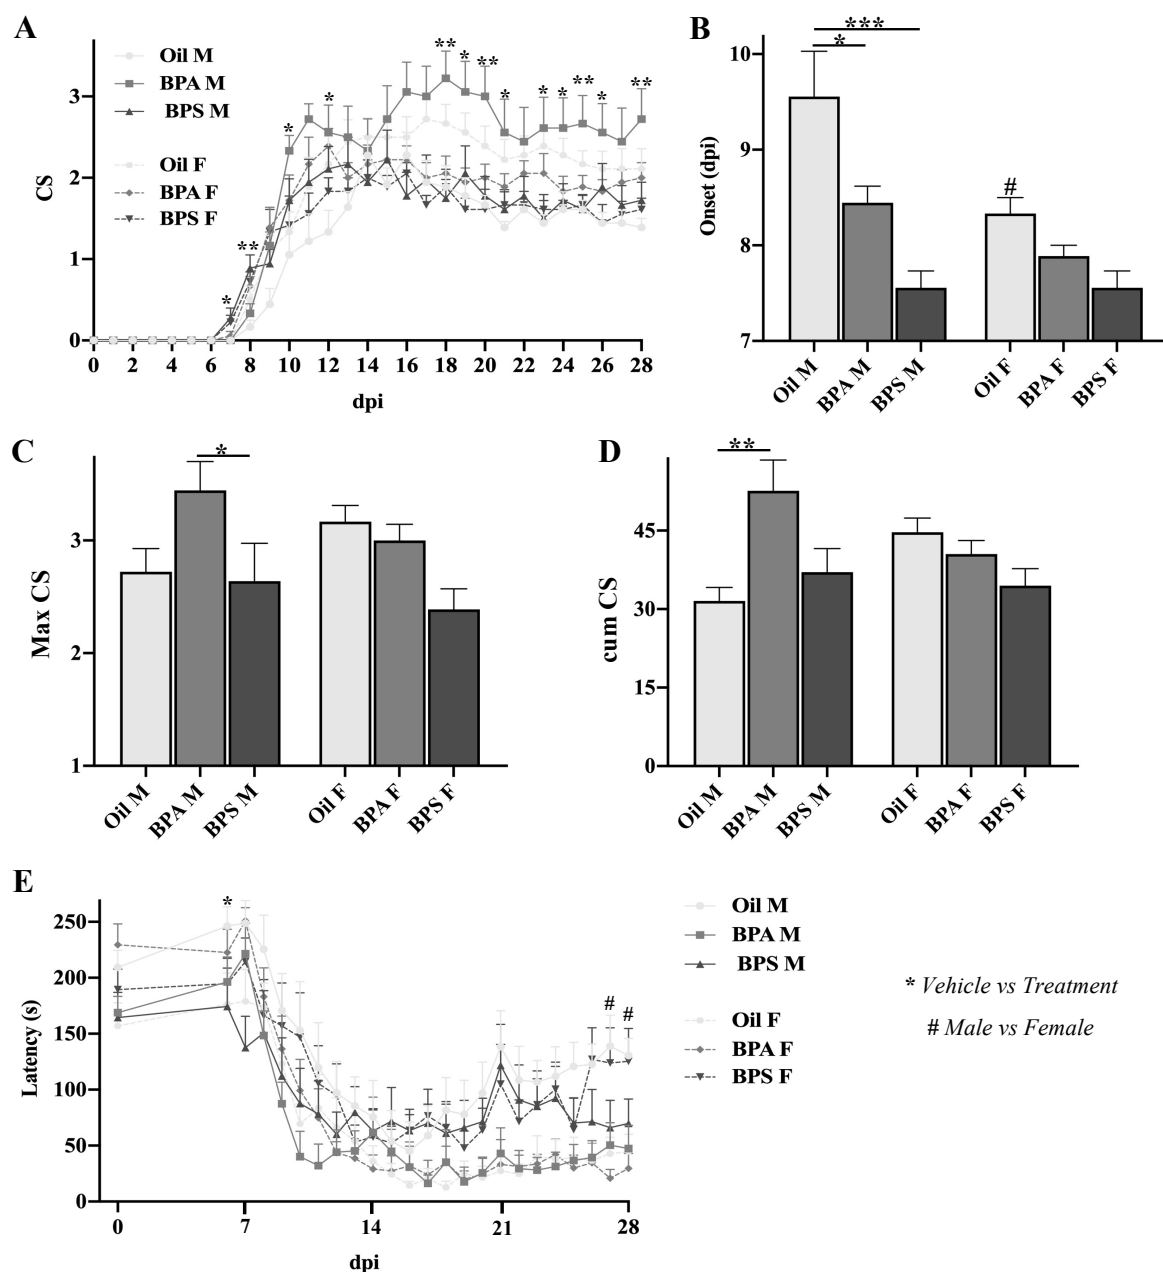 A
CS
3
2
1
0
Oil M
BPA M
BPS M
Oil F
BPA F
BPS F
*
**
*
*
**
*
**
*
*
*
**
*
**
0 2 4 6 8 10 12 14 16 18 20 22 24 26 28
dpi
B
Onset (dpi)
10
9
8
7
***
*
#
Oil M
BPA M
BPS M
Oil F
BPA F
BPS F
C
Max CS
3
2
1
*
Oil M
BPA M
BPS M
Oil F
BPA F
BPS F
D
cum CS
45
30
15
0
**
Oil M
BPA M
BPS M
Oil F
BPA F
BPS F
E
Latency (s)
250
200
150
100
50
0
*
#
#
0 7 14 21 28
dpi
Oil M
BPA M
BPS M
Oil F
BPA F
BPS F
* Vehicle vs Treatment
# Male vs Female